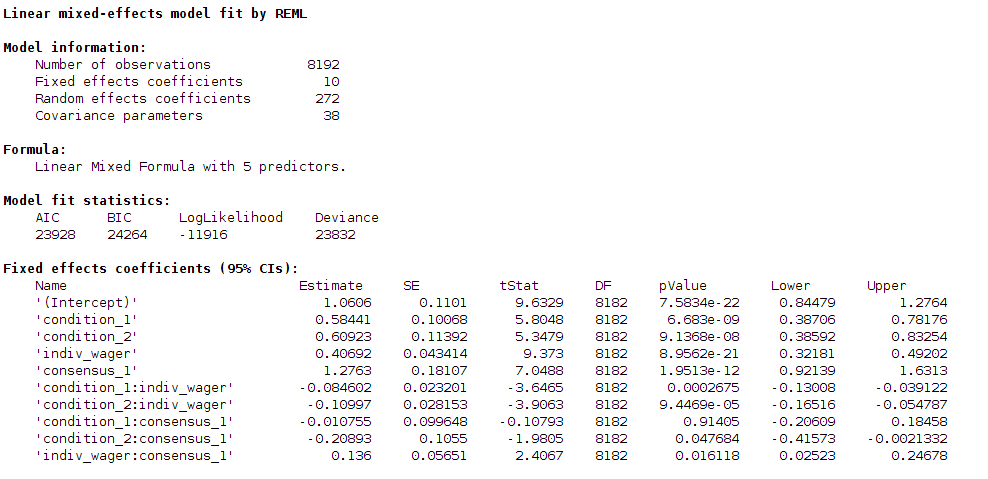 Linear mixed-effects model fit by REML
Model information:
Number of observations 8192
Fixed effects coefficients 10
Random effects coefficients 272
Covariance parameters 38
Formula:
Linear Mixed Formula with 5 predictors.
Model fit statistics:
AIC BIC LogLikelihood Deviance
23928 24264 -11916 23832
Fixed effects coefficients (95% CIs):
Name Estimate SE tStat DF pValue Lower Upper
'(Intercept)' 1.0606 0.1101 9.6329 8182 7.5834e-22 0.84479 1.2764
'condition_1' 0.58441 0.10068 5.8048 8182 6.683e-09 0.38706 0.78176
'condition_2' 0.60923 0.11392 5.3479 8182 9.1368e-08 0.38592 0.83254
'indiv_wager' 0.40692 0.043414 9.373 8182 8.9562e-21 0.32181 0.49202
'consensus_1' 1.2763 0.18107 7.0488 8182 1.9513e-12 0.92139 1.6313
'condition_1:indiv_wager' -0.084602 0.023201 -3.6465 8182 0.0002675 -0.13008 -0.039122
'condition_2:indiv_wager' -0.10997 0.028153 -3.9063 8182 9.4469e-05 -0.16516 -0.054787
'condition_1:consensus_1' -0.010755 0.099648 -0.10793 8182 0.91405 -0.20609 0.18458
'condition_2:consensus_1' -0.20893 0.1055 -1.9805 8182 0.047684 -0.41573 -0.0021332
'indiv_wager:consensus_1' 0.136 0.05651 2.4067 8182 0.016118 0.02523 0.24678